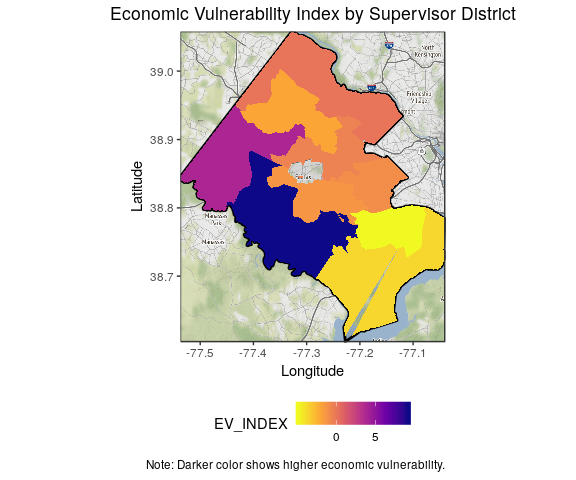 Economic Vulnerability Index by Supervisor District
North
Kensington
Friendship
Village
Manassas
Park
Manassas
39.0
38.9
38.8
38.7
Latitude
-77.5
-77.4
-77.3
-77.2
-77.1
Longitude
EV_INDEX
0
5
Note: Darker color shows higher economic vulnerability.